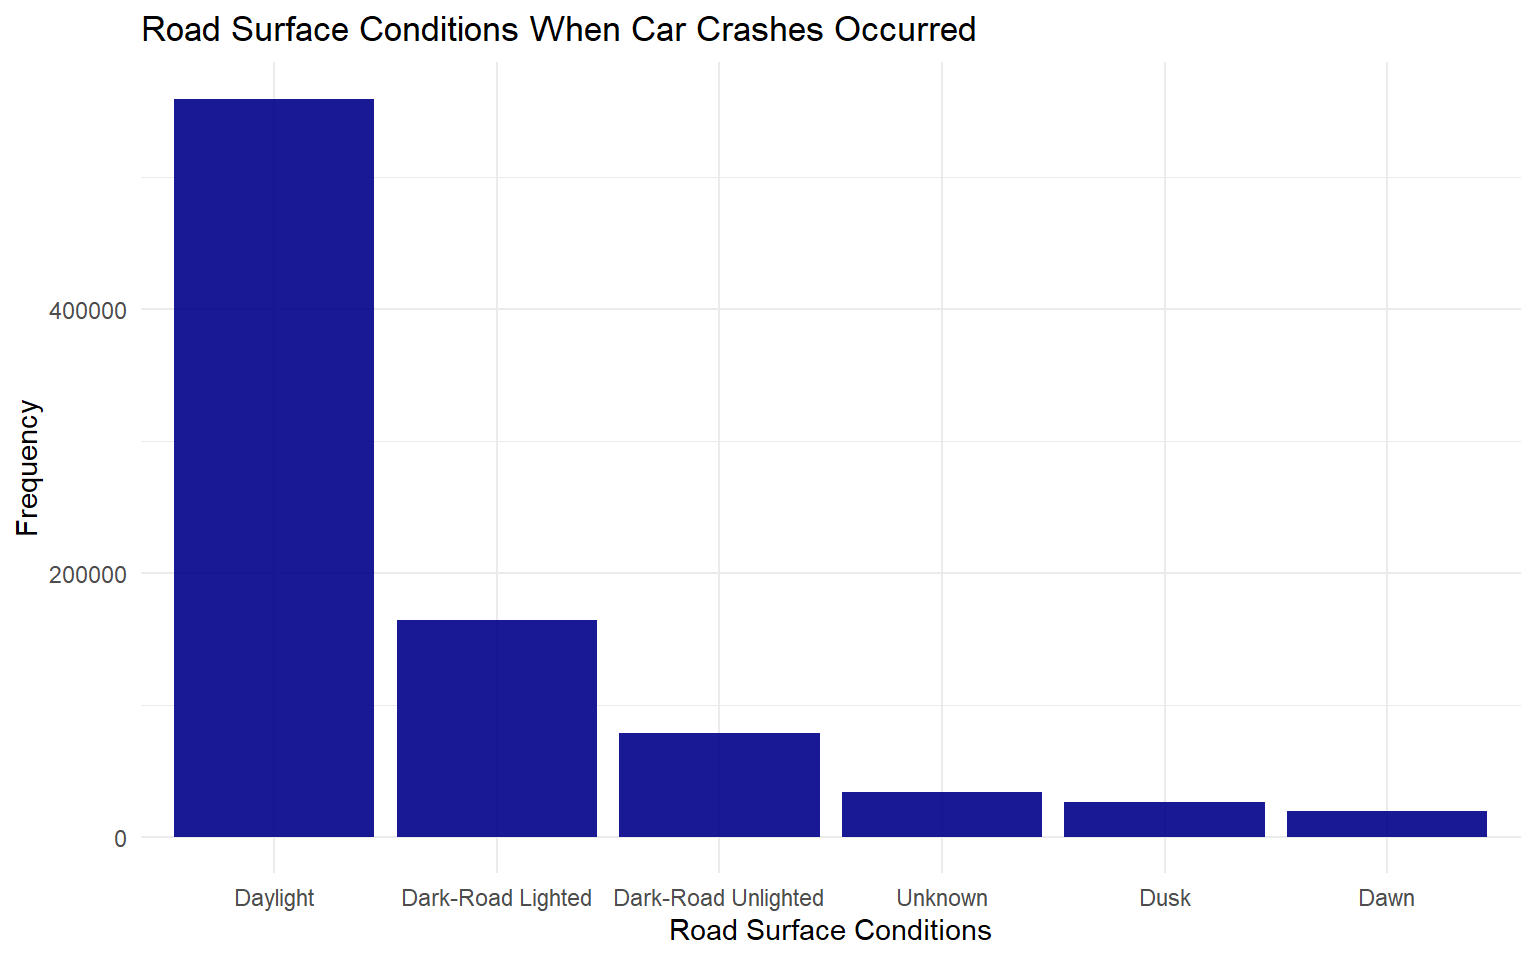 Road Surface Conditions When Car Crashes Occurred
Frequency
400000
200000
0
Daylight
Dark-Road Lighted
Dark-Road Unlighted
Unknown
Dusk
Dawn
Road Surface Conditions